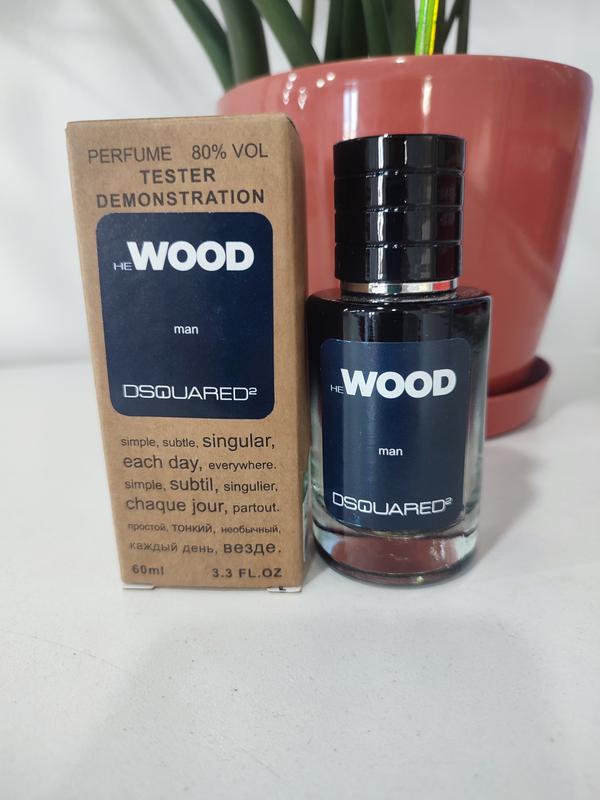 PERFUME 80% VOL
TESTER
DEMONSTRATION
HE WOOD
man
DSQUARED2
simple, subtle, singular,
each day, everywhere.
simple, subtil, singulier,
chaque jour, partout.
простой, тонкий, необычный,
каждый день, везде.
60ml 3.3 FL.OZ
HE WOOD
man
DSQUARED2